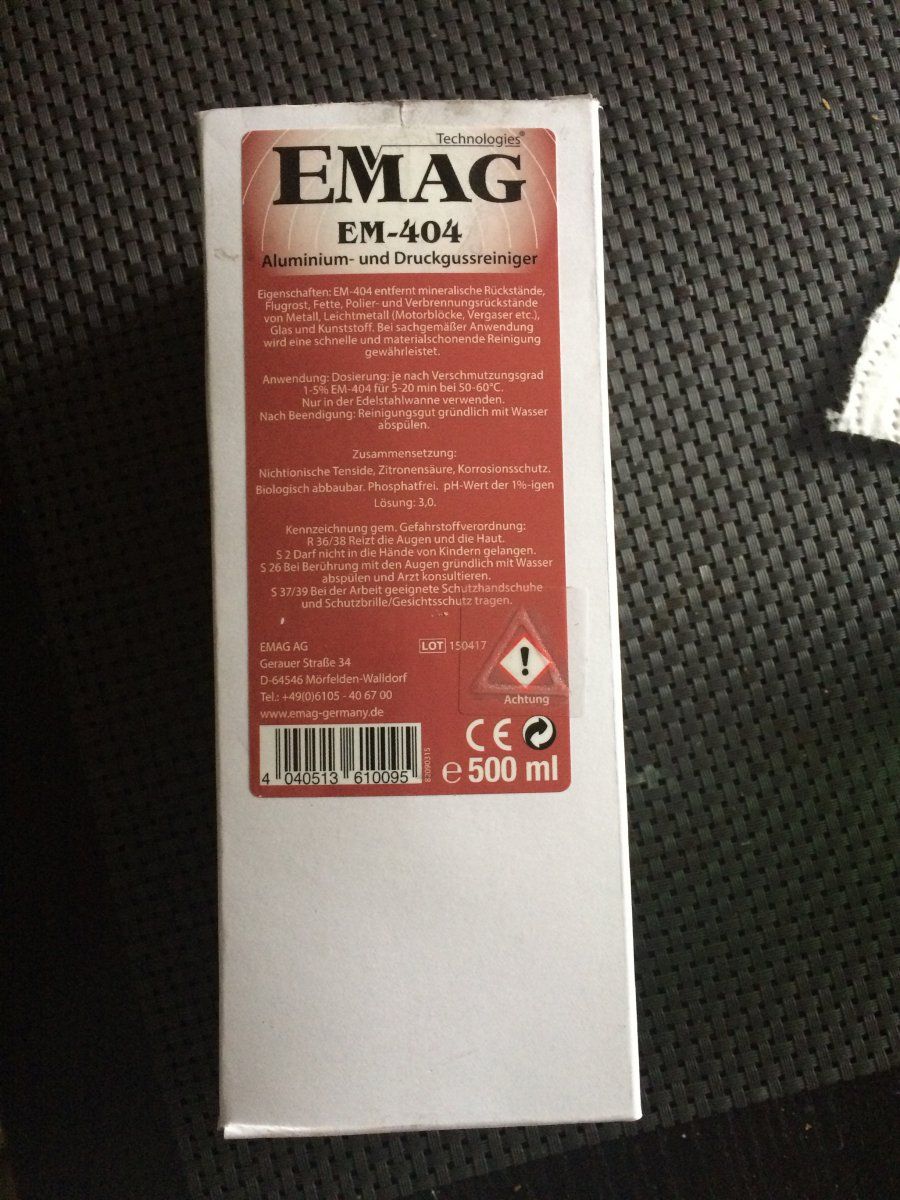 Technologies®
EMAG
EM-404
Aluminium- und Druckgussreiniger
Eigenschaften: EM-404 entfernt mineralische Rückstände,
Flugrost, Fette, Polier- und Verbrennungsrückstände
von Metall, Leichtmetall (Motorblöcke, Vergaser etc.),
Glas und Kunststoff. Bei sachgemäßer Anwendung
wird eine schnelle und materialschonende Reinigung
gewährleistet.
Anwendung: Dosierung: je nach Verschmutzungsgrad
1-5% EM-404 für 5-20 min bei 50-60°C.
Nur in der Edelstahlwanne verwenden.
Nach Beendigung: Reinigungsgut gründlich mit Wasser
abspülen.
Zusammensetzung:
Nichtionische Tenside, Zitronensäure, Korrosionsschutz.
Biologisch abbaubar. Phosphatfrei. pH-Wert der 1%-igen
Lösung: 3,0.
Kennzeichnung gem. Gefahrstoffverordnung:
R 36/38 Reizt die Augen und die Haut.
S 2 Darf nicht in die Hände von Kindern gelangen.
S 26 Bei Berührung mit den Augen gründlich mit Wasser
abspülen und Arzt konsultieren.
S 37/39 Bei der Arbeit geeignete Schutzhandschuhe
und Schutzbrille/Gesichtsschutz tragen.
EMAG AG
Gerauer Straße 34
D-64546 Mörfelden-Walldorf
Tel.: +49(0)6105 - 40 67 00
www.emag-germany.de
LOT 150417
!
Achtung
CE
e 500 ml
4 040513 610095
82090315